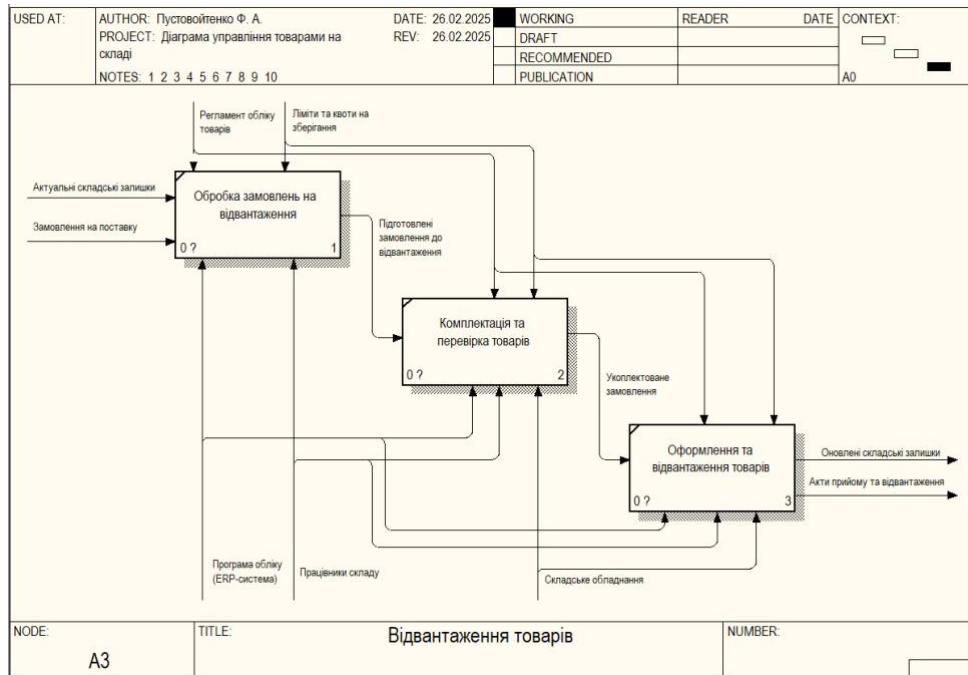 USED AT:
AUTHOR: Пустовойтенко Ф. А.
DATE: 26.02.2025
WORKING
READER
DATE
CONTEXT:
PROJECT: Діаграма управління товарами на
складі
REV: 26.02.2025
DRAFT
RECOMMENDED
NOTES: 1 2 3 4 5 6 7 8 9 10
PUBLICATION
A0
Регламент обліку
товарів
Ліміти та квоти на
зберігання
Актуальні складські залишки
Замовлення на поставку
Обробка замовлень на
відвантаження
0 ?
1
Підготовлені
замовлення до
відвантаження
Комплектація та
перевірка товарів
0 ?
2
Укоплектоване
замовлення
Оформлення та
відвантаження товарів
0 ?
3
Оновлені складські залишки
Акти прийому та відвантаження
Програма обліку
(ERP-система)
Працівники складу
Складське обладнання
NODE:
A3
TITLE:
Відвантаження товарів
NUMBER: